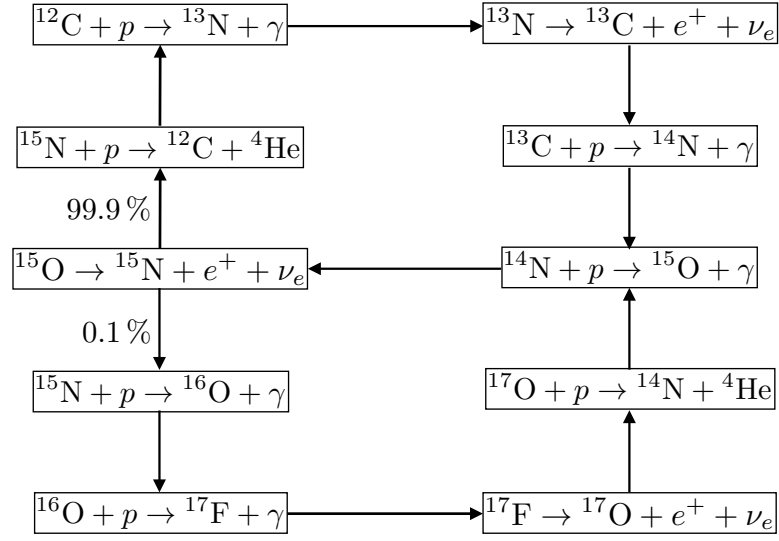 ¹²C + p → ¹³N + γ
¹³N → ¹³C + e⁺ + νₑ
¹⁵N + p → ¹²C + ⁴He
¹³C + p → ¹⁴N + γ
99.9 %
¹⁵O → ¹⁵N + e⁺ + νₑ
¹⁴N + p → ¹⁵O + γ
0.1 %
¹⁵N + p → ¹⁶O + γ
¹⁷O + p → ¹⁴N + ⁴He
¹⁶O + p → ¹⁷F + γ
¹⁷F → ¹⁷O + e⁺ + νₑ